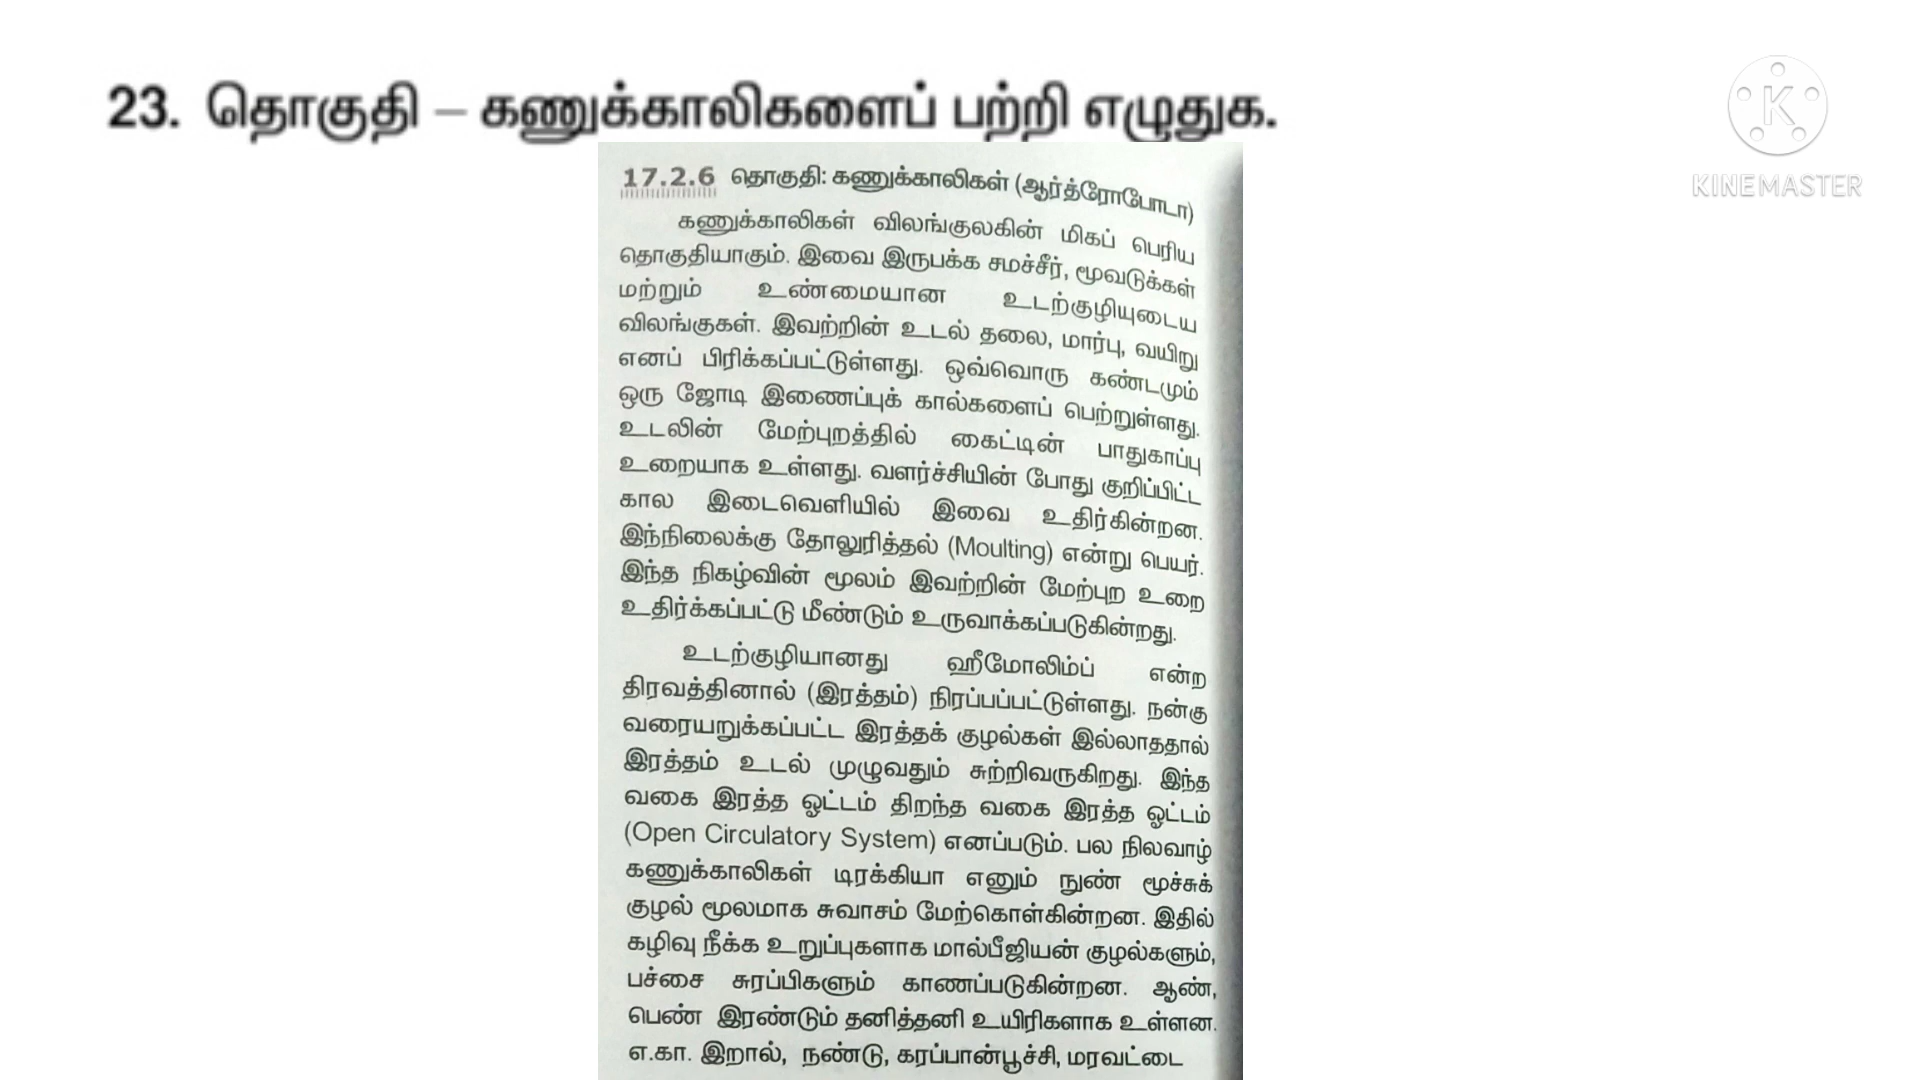 23. தொகுதி – கணுக்காலிகளைப் பற்றி எழுதுக.
KINEMASTER
17.2.6 தொகுதி: கணுக்காலிகள் (ஆர்த்ரோபோடா)
கணுக்காலிகள் விலங்குலகின் மிகப் பெரிய
தொகுதியாகும். இவை இருபக்க சமச்சீர், மூவடுக்கள்
மற்றும் உண்மையான உடற்குழியுடைய
விலங்குகள். இவற்றின் உடல் தலை, மார்பு, வயிறு
எனப் பிரிக்கப்பட்டுள்ளது. ஒவ்வொரு கண்டமும்
ஒரு ஜோடி இணைப்புக் கால்களைப் பெற்றுள்ளது.
உடலின் மேற்புறத்தில் கைட்டின் பாதுகாப்பு
உறையாக உள்ளது. வளர்ச்சியின் போது குறிப்பிட்ட
கால இடைவெளியில் இவை உதிர்கின்றன.
இந்நிலைக்கு தோலுரித்தல் (Moulting) என்று பெயர்.
இந்த நிகழ்வின் மூலம் இவற்றின் மேற்புற உறை
உதிர்க்கப்பட்டு மீண்டும் உருவாக்கப்படுகின்றது.
உடற்குழியானது ஹீமோலிம்ப் என்ற
திரவத்தினால் (இரத்தம்) நிரப்பப்பட்டுள்ளது. நன்கு
வரையறுக்கப்பட்ட இரத்தக் குழல்கள் இல்லாததால்
இரத்தம் உடல் முழுவதும் சுற்றிவருகிறது. இந்த
வகை இரத்த ஓட்டம் திறந்த வகை இரத்த ஓட்டம்
(Open Circulatory System) எனப்படும். பல நிலவாழ்
கணுக்காலிகள் டிரக்கியா எனும் நுண் மூச்சுக்
குழல் மூலமாக சுவாசம் மேற்கொள்கின்றன. இதில்
கழிவு நீக்க உறுப்புகளாக மால்பீஜியன் குழல்களும்,
பச்சை சுரப்பிகளும் காணப்படுகின்றன. ஆண்,
பெண் இரண்டும் தனித்தனி உயிரிகளாக உள்ளன.
எ.கா. இறால், நண்டு, கரப்பான்பூச்சி, மரவட்டை